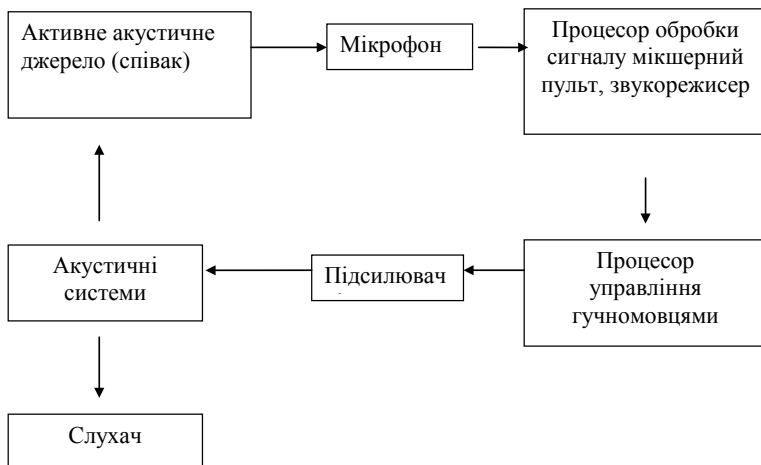 Активне акустичне
джерело (співак)
Мікрофон
Процесор обробки
сигналу мікшерний
пульт, звукорежисер
Акустичні
системи
Підсилювач
Процесор
управління
гучномовцями
Слухач